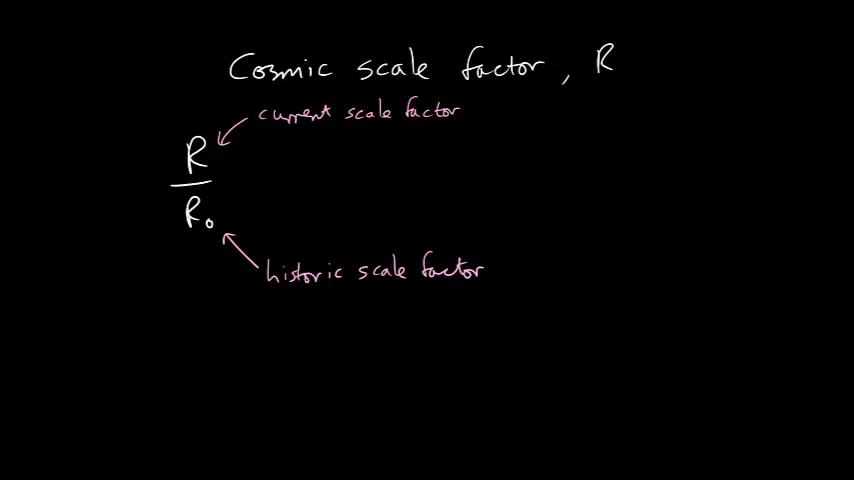 Cosmic scale factor, R
current scale factor
R
R₀
historic scale factor